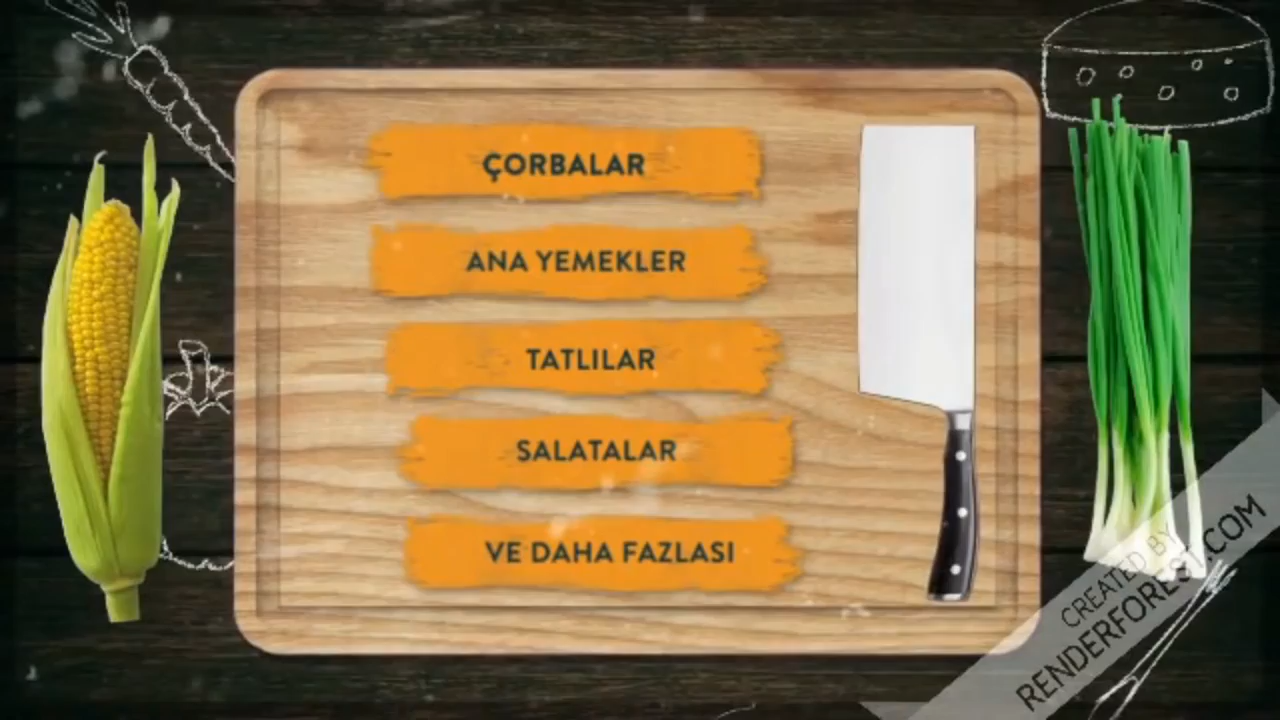 ÇORBALAR
ANA YEMEKLER
TATLILAR
SALATALAR
VE DAHA FAZLASI
CREATED BY
RENDERFOREST.COM